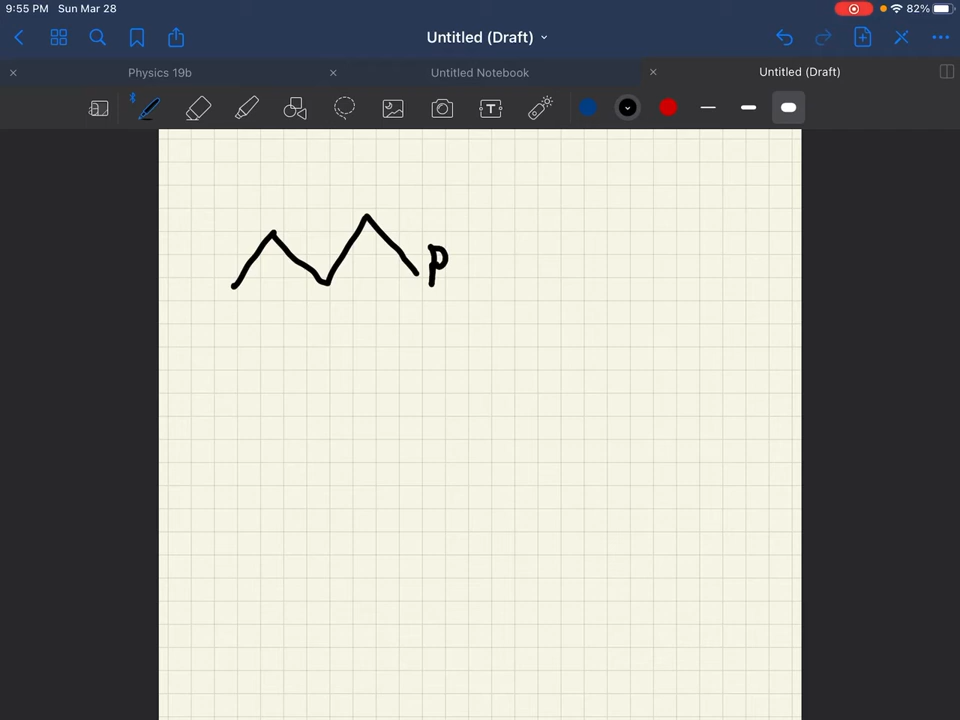 9:55 PM Sun Mar 28 82%
Untitled (Draft)
Physics 19b Untitled Notebook Untitled (Draft)
T
p